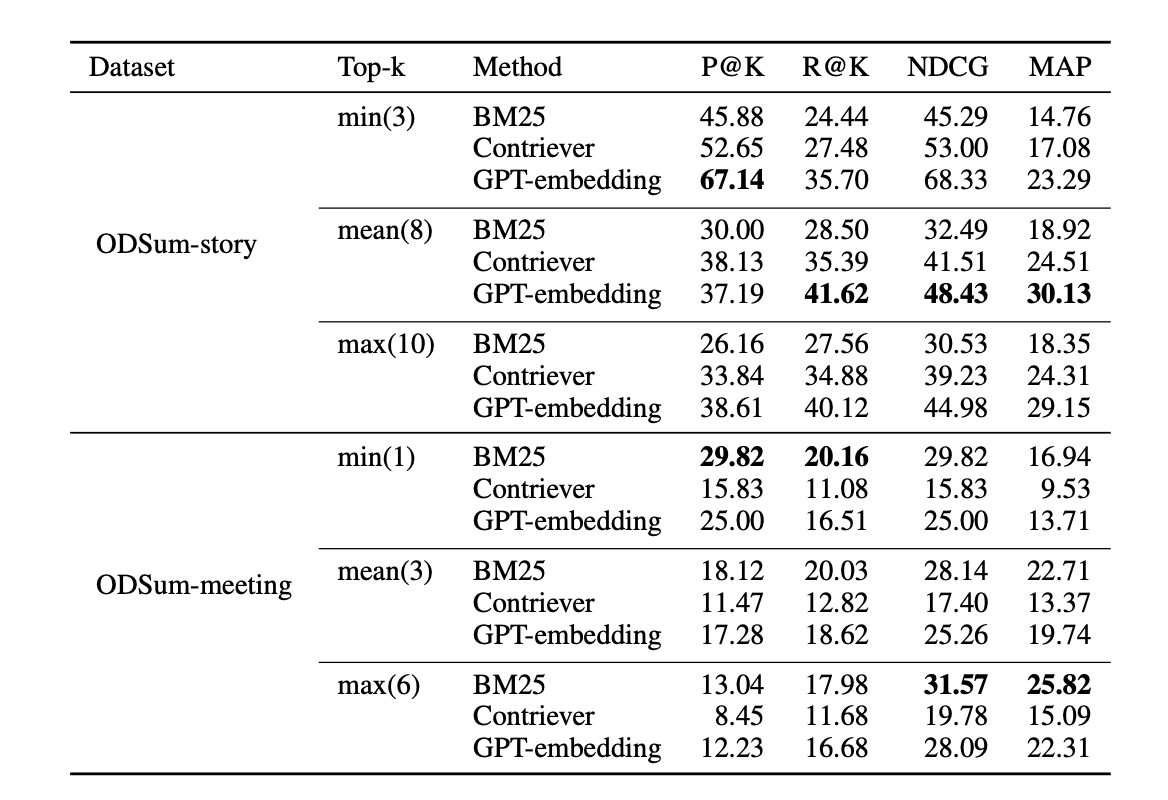 Dataset Top-k Method P@K R@K NDCG MAP
min(3) BM25 45.88 24.44 45.29 14.76
Contriever 52.65 27.48 53.00 17.08
GPT-embedding 67.14 35.70 68.33 23.29
mean(8) BM25 30.00 28.50 32.49 18.92
ODSum-story
Contriever 38.13 35.39 41.51 24.51
GPT-embedding 37.19 41.62 48.43 30.13
max(10) BM25 26.16 27.56 30.53 18.35
Contriever 33.84 34.88 39.23 24.31
GPT-embedding 38.61 40.12 44.98 29.15
min(1) BM25 29.82 20.16 29.82 16.94
Contriever 15.83 11.08 15.83 9.53
GPT-embedding 25.00 16.51 25.00 13.71
mean(3) BM25 18.12 20.03 28.14 22.71
ODSum-meeting
Contriever 11.47 12.82 17.40 13.37
GPT-embedding 17.28 18.62 25.26 19.74
max(6) BM25 13.04 17.98 31.57 25.82
Contriever 8.45 11.68 19.78 15.09
GPT-embedding 12.23 16.68 28.09 22.31